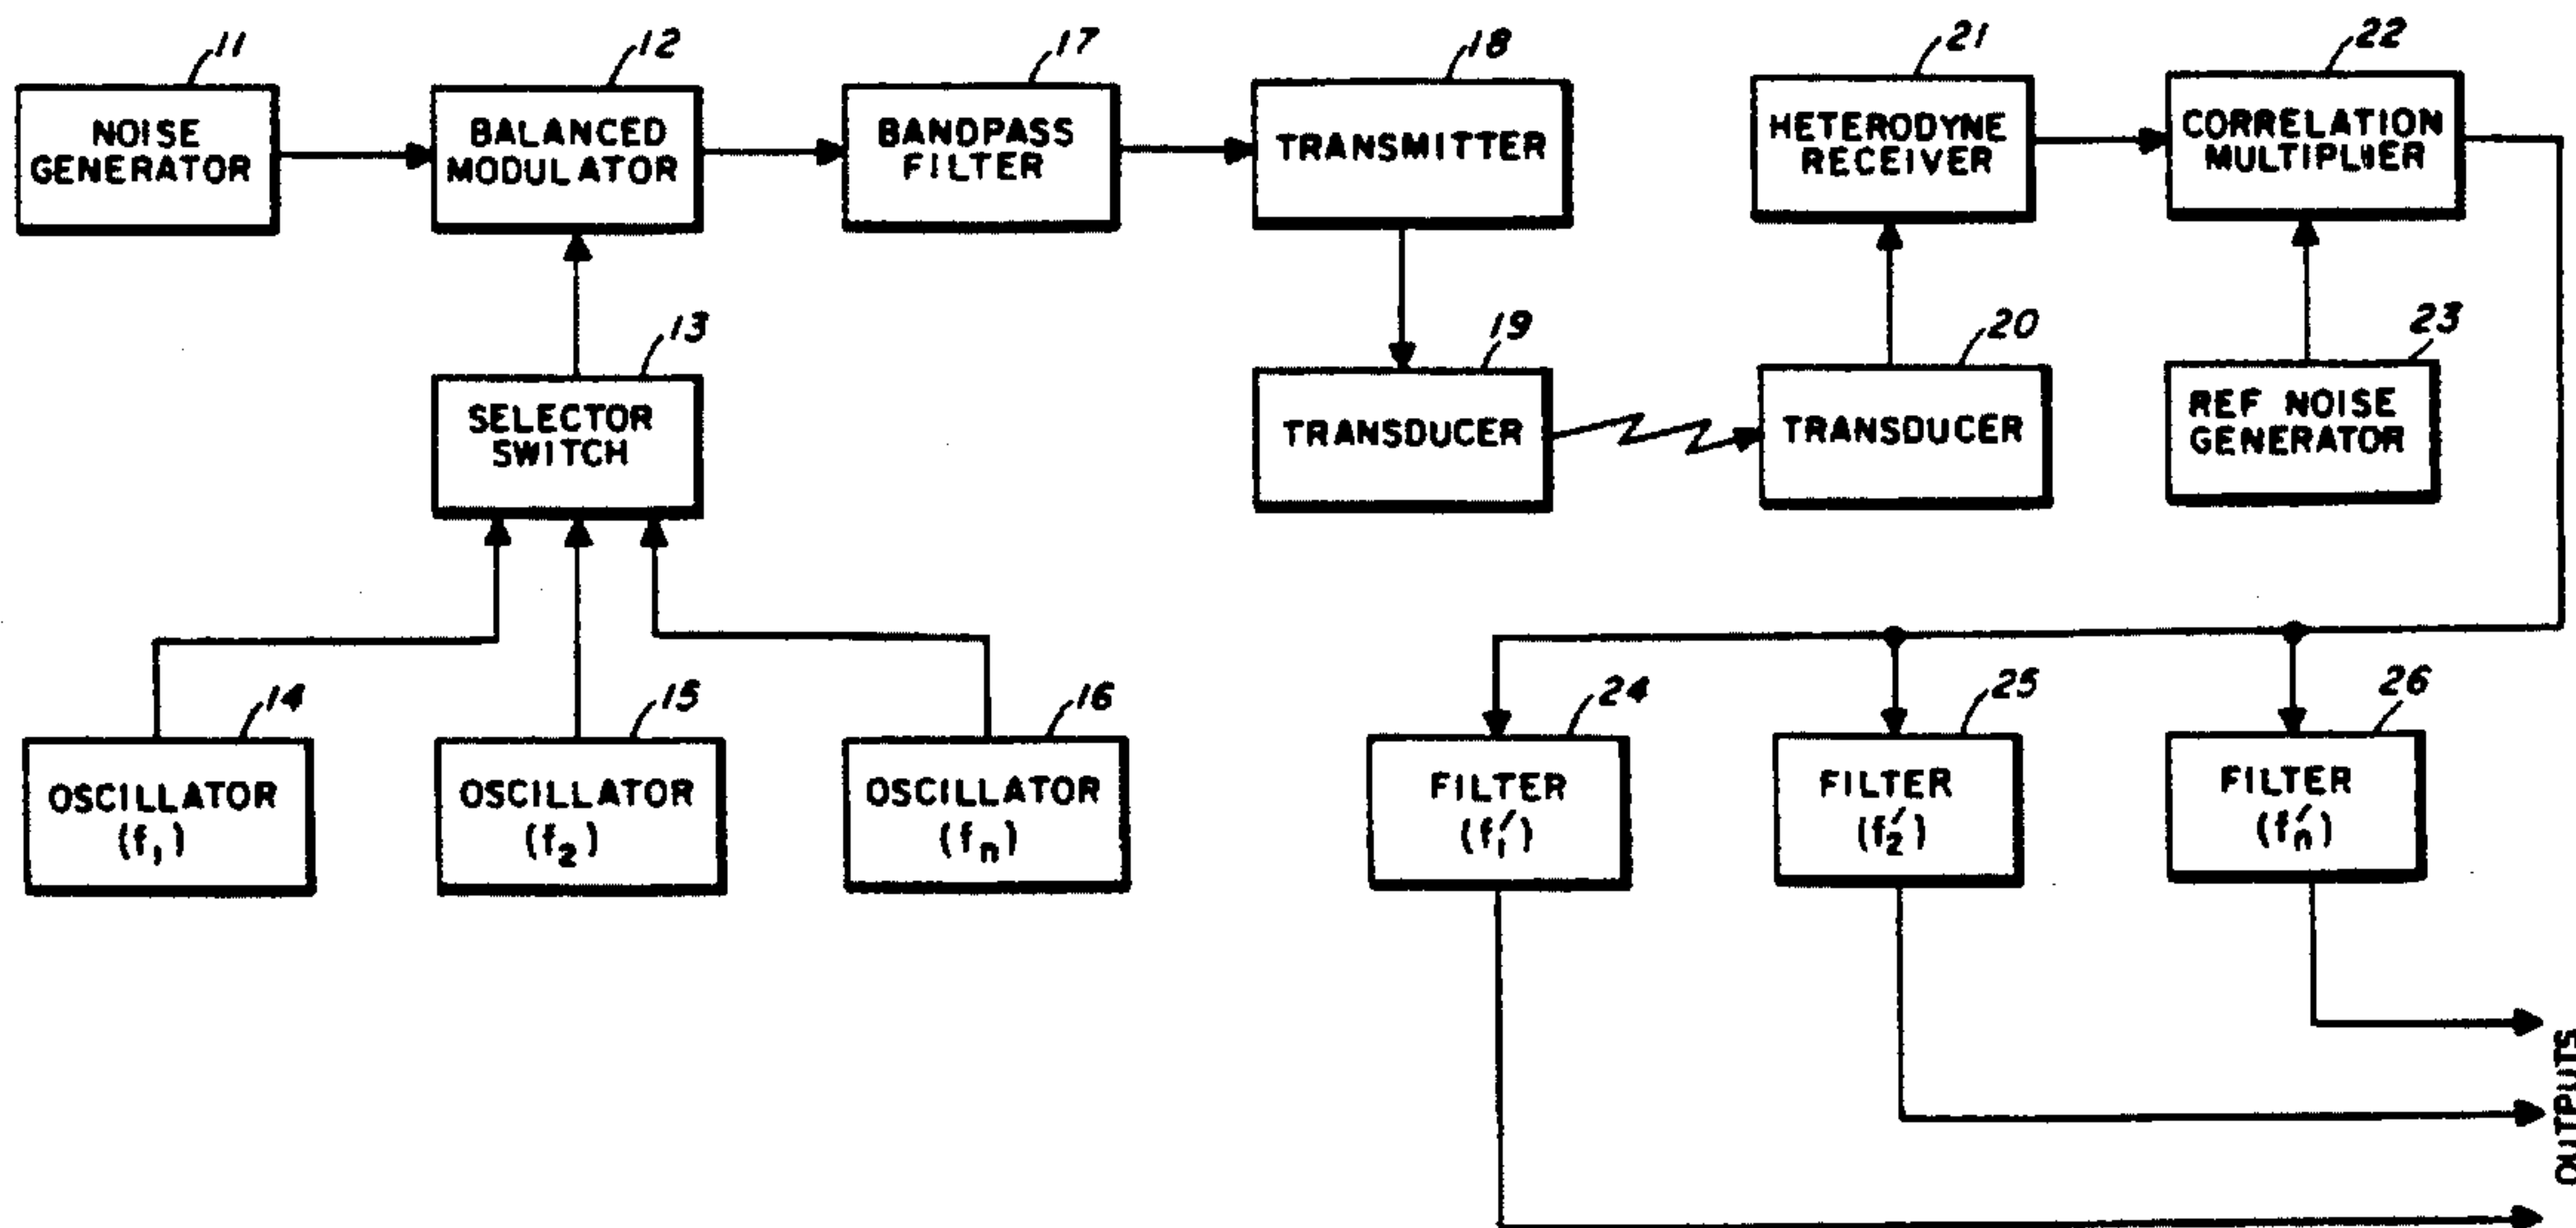 11
NOISE
GENERATOR
12
BALANCED
MODULATOR
17
BANDPASS
FILTER
18
TRANSMITTER
21
HETERODYNE
RECEIVER
22
CORRELATION
MULTIPLIER
13
SELECTOR
SWITCH
19
TRANSDUCER
20
TRANSDUCER
23
REF NOISE
GENERATOR
14
OSCILLATOR
(f₁)
15
OSCILLATOR
(f₂)
16
OSCILLATOR
(fₙ)
24
FILTER
(f₁′)
25
FILTER
(f₂′)
26
FILTER
(fₙ′)
OUTPUTS